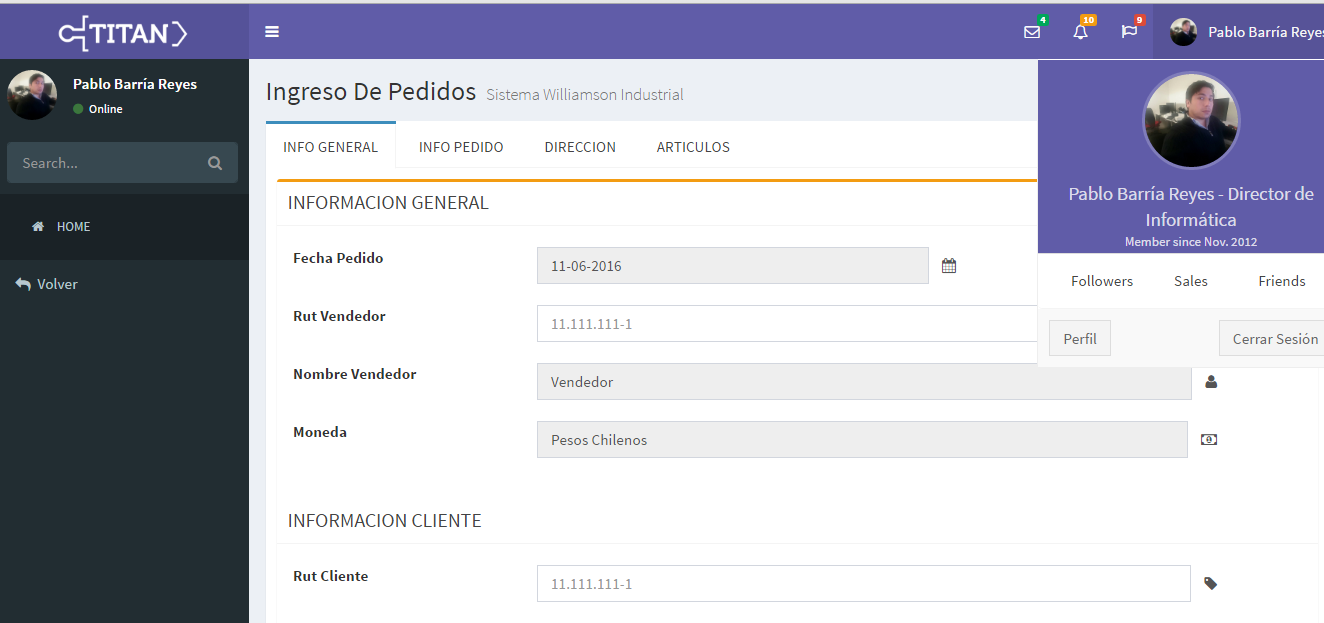 TITAN
4
10
9
Pablo Barría Reyes
Pablo Barría Reyes
Online
Search...
HOME
Volver
Ingreso De Pedidos Sistema Williamson Industrial
INFO GENERAL INFO PEDIDO DIRECCION ARTICULOS
INFORMACION GENERAL
Fecha Pedido 11-06-2016
Rut Vendedor 11.111.111-1
Nombre Vendedor Vendedor
Moneda Pesos Chilenos
INFORMACION CLIENTE
Rut Cliente 11.111.111-1
Pablo Barría Reyes - Director de
Informática
Member since Nov. 2012
Followers Sales Friends
Perfil Cerrar Sesión